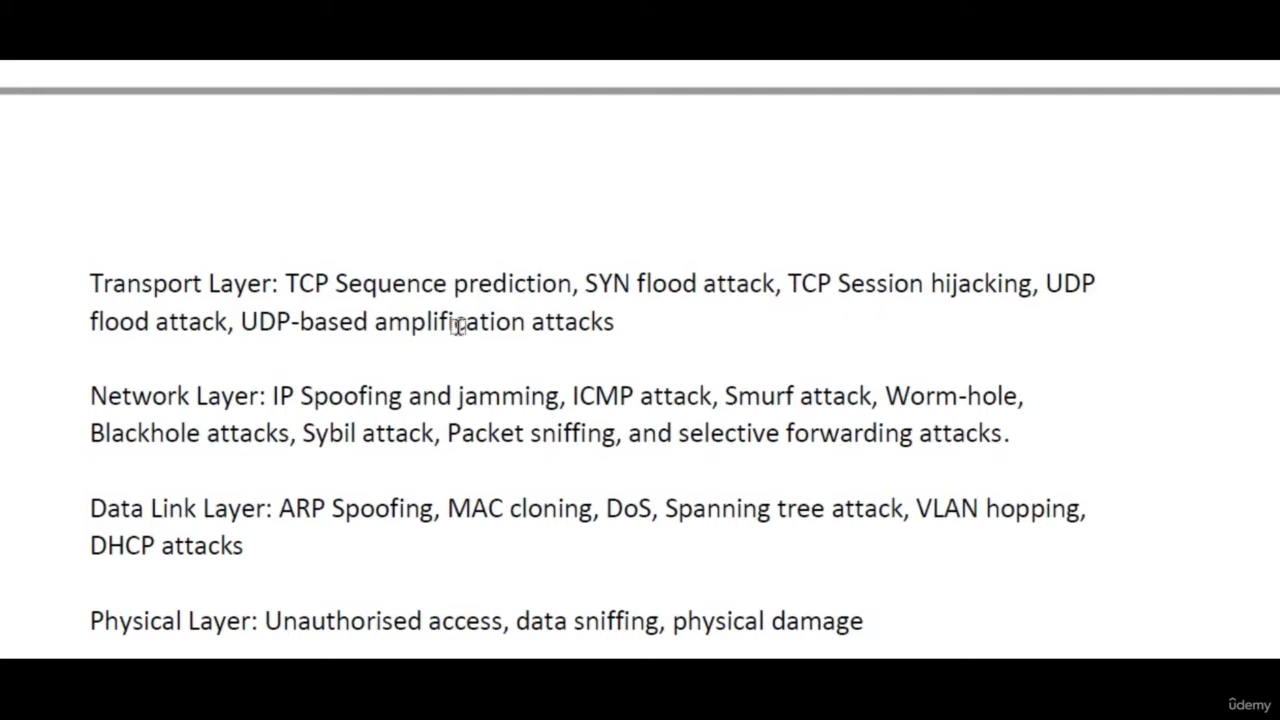 Transport Layer: TCP Sequence prediction, SYN flood attack, TCP Session hijacking, UDP
flood attack, UDP-based amplification attacks
Network Layer: IP Spoofing and jamming, ICMP attack, Smurf attack, Worm-hole,
Blackhole attacks, Sybil attack, Packet sniffing, and selective forwarding attacks.
Data Link Layer: ARP Spoofing, MAC cloning, DoS, Spanning tree attack, VLAN hopping,
DHCP attacks
Physical Layer: Unauthorised access, data sniffing, physical damage
ûdemy